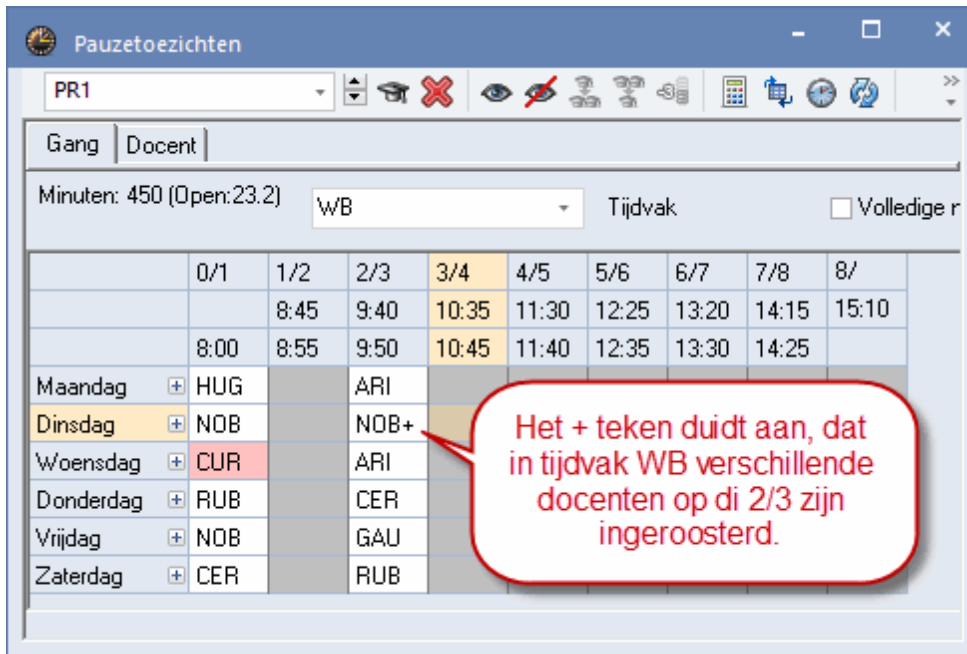 Pauzetoezichten
PR1
Gang Docent
Minuten: 450 (Open:23.2) WB Tijdvak Volledige r
0/1 1/2 2/3 3/4 4/5 5/6 6/7 7/8 8/
8:45 9:40 10:35 11:30 12:25 13:20 14:15 15:10
8:00 8:55 9:50 10:45 11:40 12:35 13:30 14:25
Maandag HUG ARI
Dinsdag NOB NOB+
Woensdag CUR ARI
Donderdag RUB CER
Vrijdag NOB GAU
Zaterdag CER RUB
Het + teken duidt aan, dat
in tijdvak WB verschillende
docenten op di 2/3 zijn
ingeroosterd.